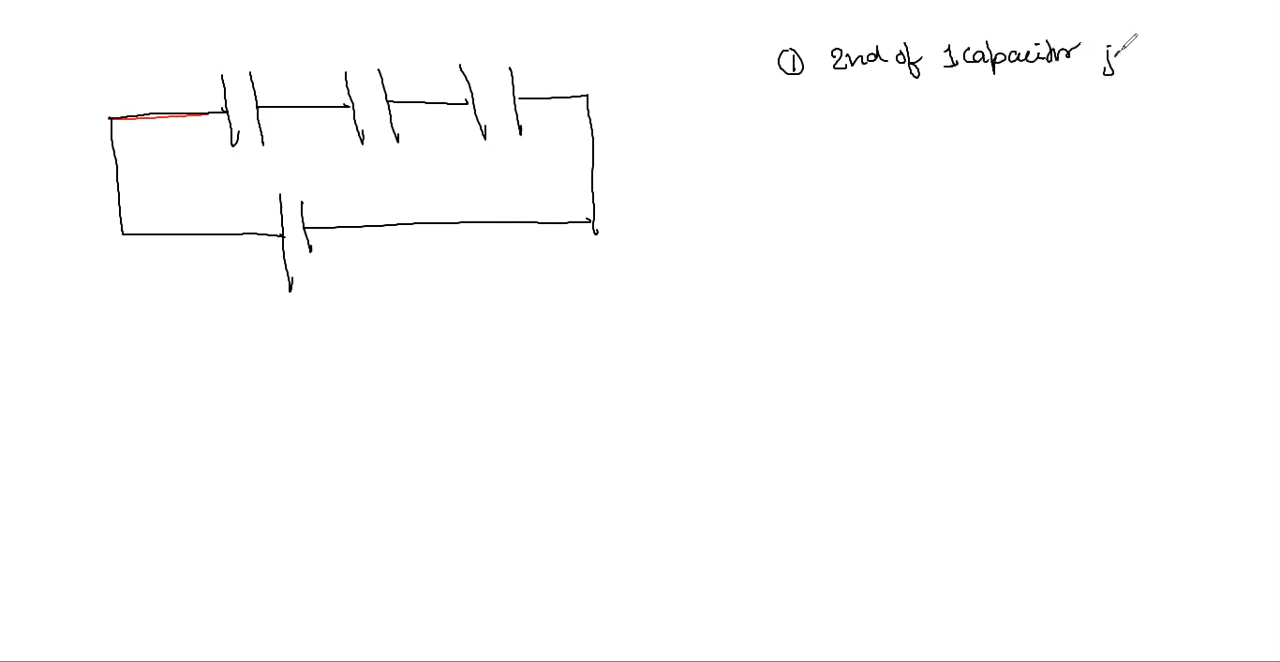 ① 2nd of 1 capacitor j